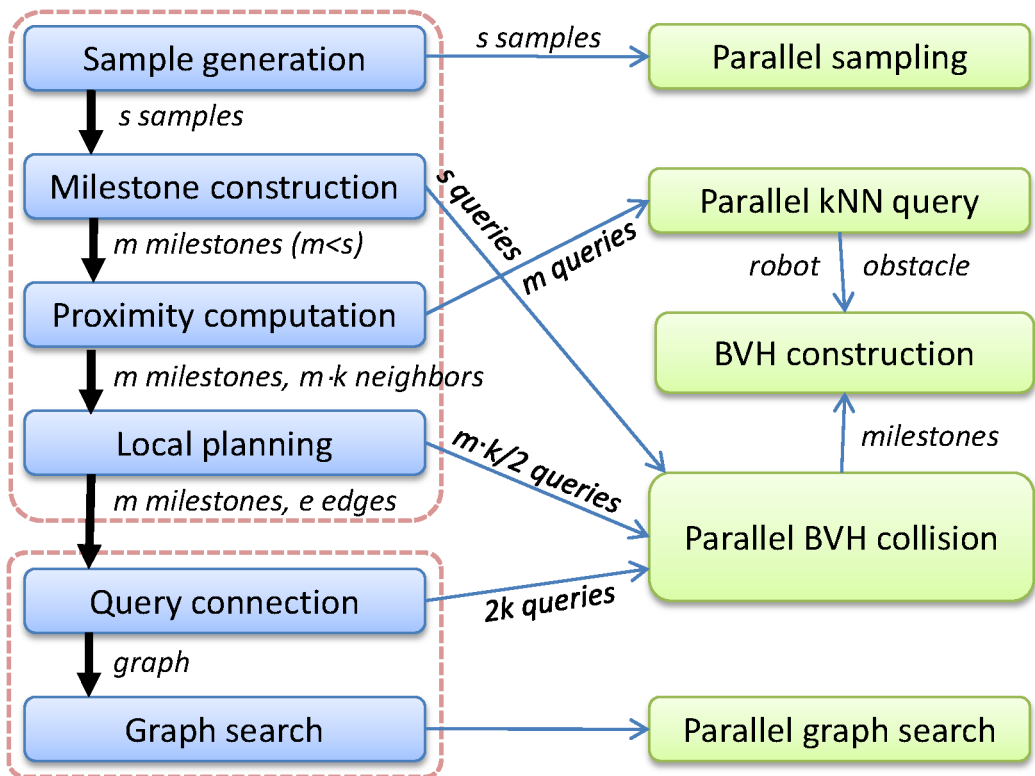 Sample generation
s samples
Parallel sampling
s samples
Milestone construction
s queries
Parallel kNN query
m milestones (m<s)
m queries
robot
obstacle
Proximity computation
BVH construction
m milestones, m·k neighbors
milestones
Local planning
m·k/2 queries
m milestones, e edges
Parallel BVH collision
Query connection
2k queries
graph
Graph search
Parallel graph search